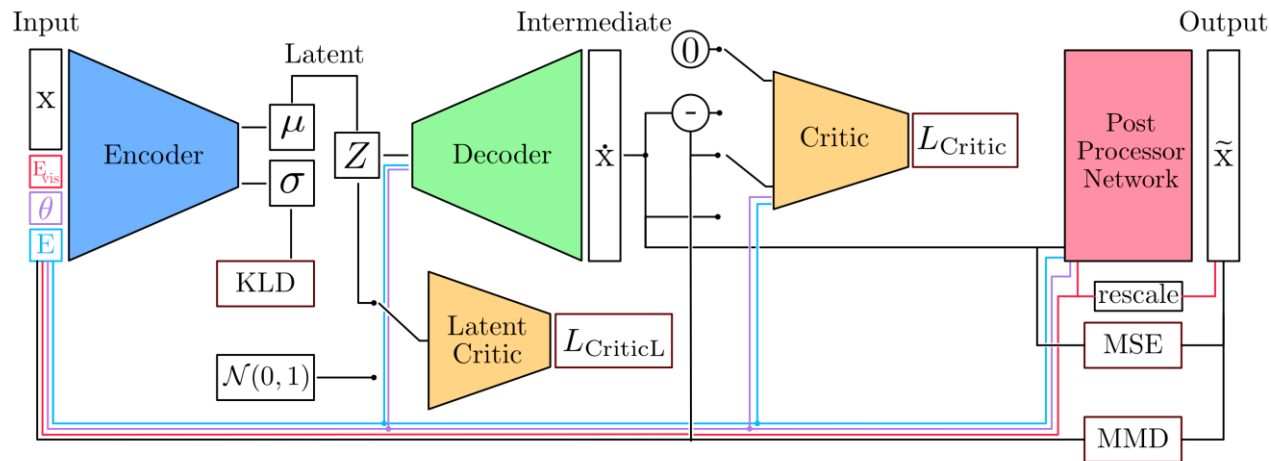 Input
Intermediate
Output
Latent
x
E_vis
θ
E
Encoder
μ
σ
KLD
Z
Decoder
ẋ
0
-
Critic
L_Critic
Post
Processor
Network
x̃
rescale
MSE
MMD
Latent
Critic
L_CriticL
𝒩(0, 1)